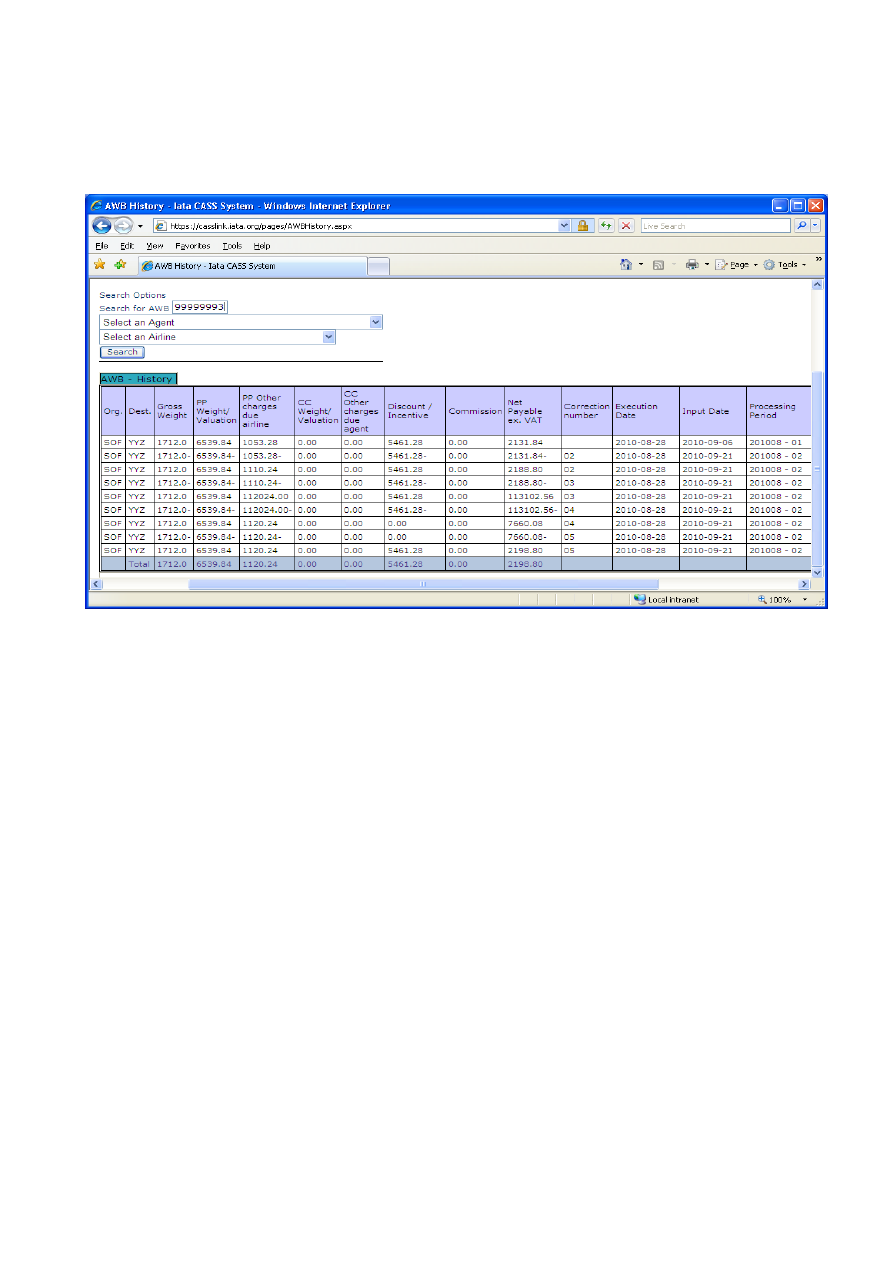 AWB History - Iata CASS System - Windows Internet Explorer
https://casslink.iata.org/pages/AWBHistory.aspx Live Search
File Edit View Favorites Tools Help
AWB History - Iata CASS System Page Tools »
Search Options
Search for AWB 99999993
Select an Agent
Select an Airline
Search
AWB - History
Org. Dest. Gross Weight PP Weight/ Valuation PP Other charges due airline CC Weight/ Valuation CC Other charges due agent Discount / Incentive Commission Net Payable ex. VAT Correction number Execution Date Input Date Processing Period
SOF YYZ 1712.0 6539.84 1053.28 0.00 0.00 5461.28 0.00 2131.84 2010-08-28 2010-09-06 201008 - 01
SOF YYZ 1712.0- 6539.84- 1053.28- 0.00 0.00 5461.28- 0.00 2131.84- 02 2010-08-28 2010-09-21 201008 - 02
SOF YYZ 1712.0 6539.84 1110.24 0.00 0.00 5461.28 0.00 2188.80 02 2010-08-28 2010-09-21 201008 - 02
SOF YYZ 1712.0- 6539.84- 1110.24- 0.00 0.00 5461.28- 0.00 2188.80- 03 2010-08-28 2010-09-21 201008 - 02
SOF YYZ 1712.0 6539.84 112024.00 0.00 0.00 5461.28 0.00 113102.56 03 2010-08-28 2010-09-21 201008 - 02
SOF YYZ 1712.0- 6539.84- 112024.00- 0.00 0.00 5461.28- 0.00 113102.56- 04 2010-08-28 2010-09-21 201008 - 02
SOF YYZ 1712.0 6539.84 1120.24 0.00 0.00 0.00 0.00 7660.08 04 2010-08-28 2010-09-21 201008 - 02
SOF YYZ 1712.0- 6539.84- 1120.24- 0.00 0.00 0.00 0.00 7660.08- 05 2010-08-28 2010-09-21 201008 - 02
SOF YYZ 1712.0 6539.84 1120.24 0.00 0.00 5461.28 0.00 2198.80 05 2010-08-28 2010-09-21 201008 - 02
Total 1712.0 6539.84 1120.24 0.00 0.00 5461.28 0.00 2198.80
Local intranet 100%